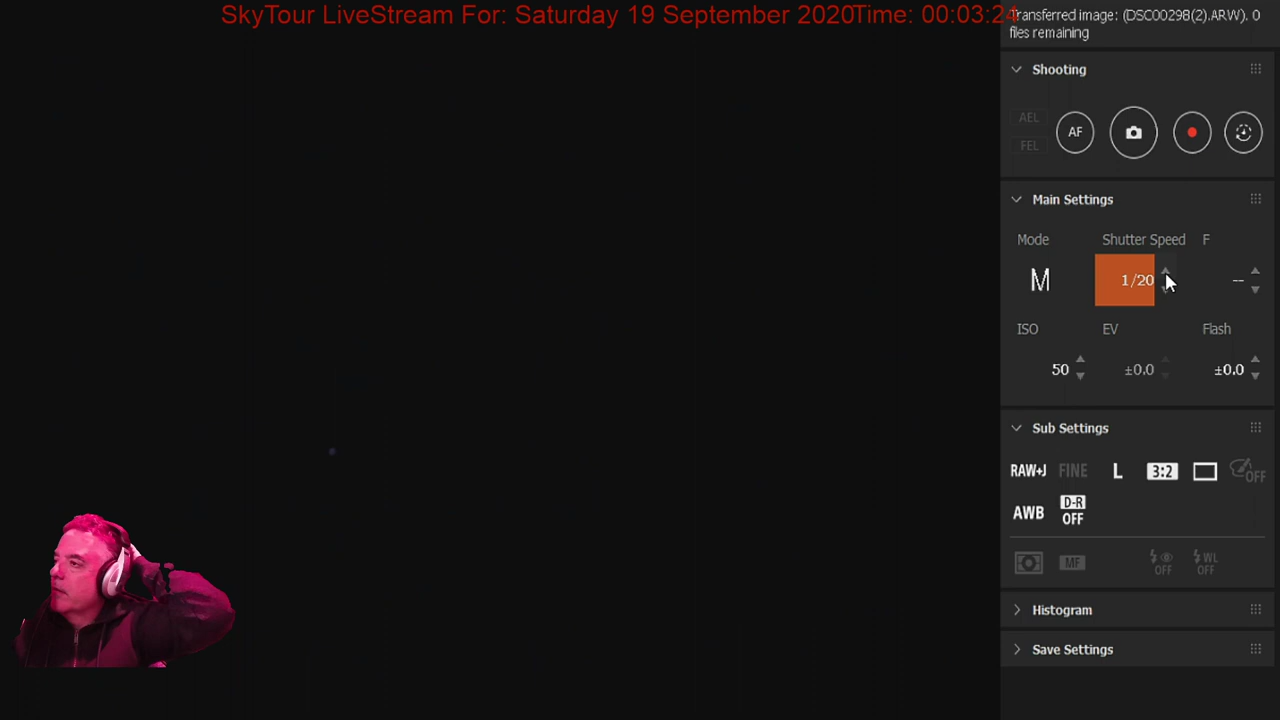 SkyTour LiveStream For: Saturday 19 September 2020Time: 00:03:24
Transferred image: (DSC00298(2).ARW). 0
files remaining
Shooting
AEL
FEL
AF
Main Settings
Mode
Shutter Speed
F
M
1/20
--
ISO
EV
Flash
50
±0.0
±0.0
Sub Settings
RAW+J
FINE
L
3:2
OFF
AWB
D-R
OFF
MF
OFF
WL
OFF
Histogram
Save Settings